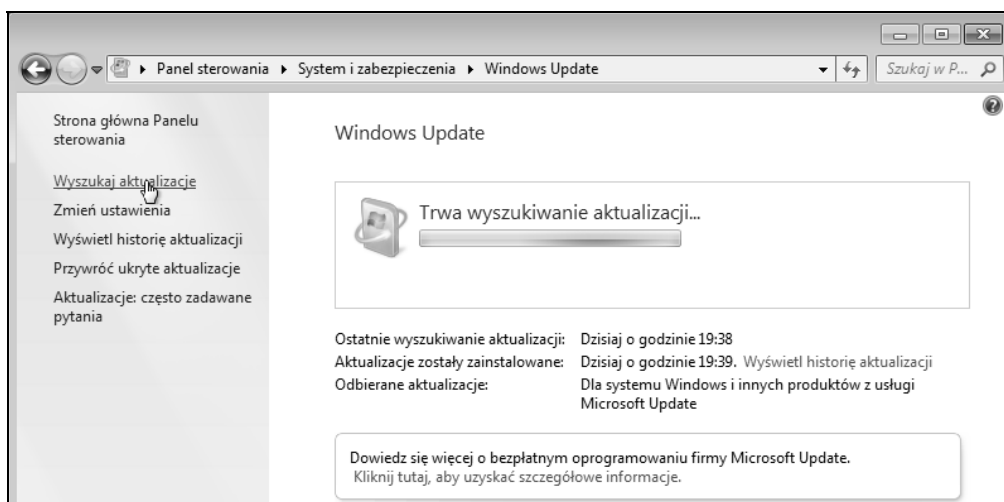 Panel sterowania ▸ System i zabezpieczenia ▸ Windows Update
Szukaj w P...
Strona główna Panelu
sterowania
Wyszukaj aktualizacje
Zmień ustawienia
Wyświetl historię aktualizacji
Przywróć ukryte aktualizacje
Aktualizacje: często zadawane
pytania
Windows Update
Trwa wyszukiwanie aktualizacji...
Ostatnie wyszukiwanie aktualizacji: Dzisiaj o godzinie 19:38
Aktualizacje zostały zainstalowane: Dzisiaj o godzinie 19:39. Wyświetl historię aktualizacji
Odbierane aktualizacje: Dla systemu Windows i innych produktów z usługi
Microsoft Update
Dowiedz się więcej o bezpłatnym oprogramowaniu firmy Microsoft Update.
Kliknij tutaj, aby uzyskać szczegółowe informacje.